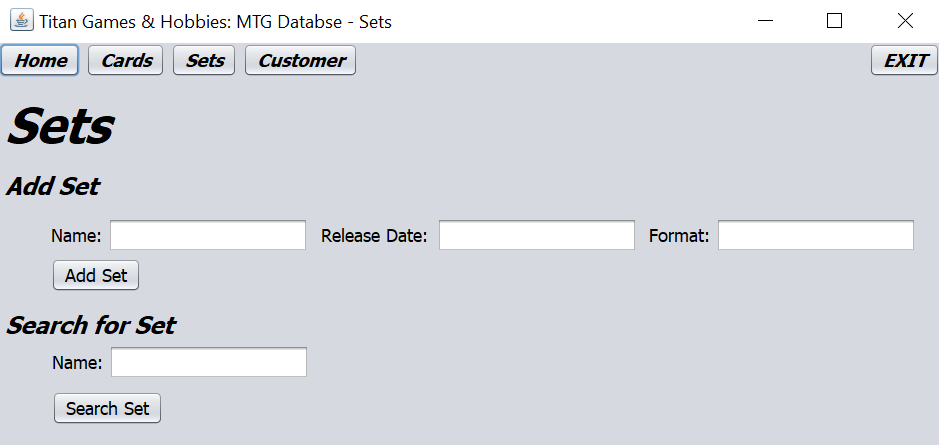 Titan Games & Hobbies: MTG Databse - Sets
Home Cards Sets Customer EXIT
Sets
Add Set
Name: Release Date: Format:
Add Set
Search for Set
Name:
Search Set